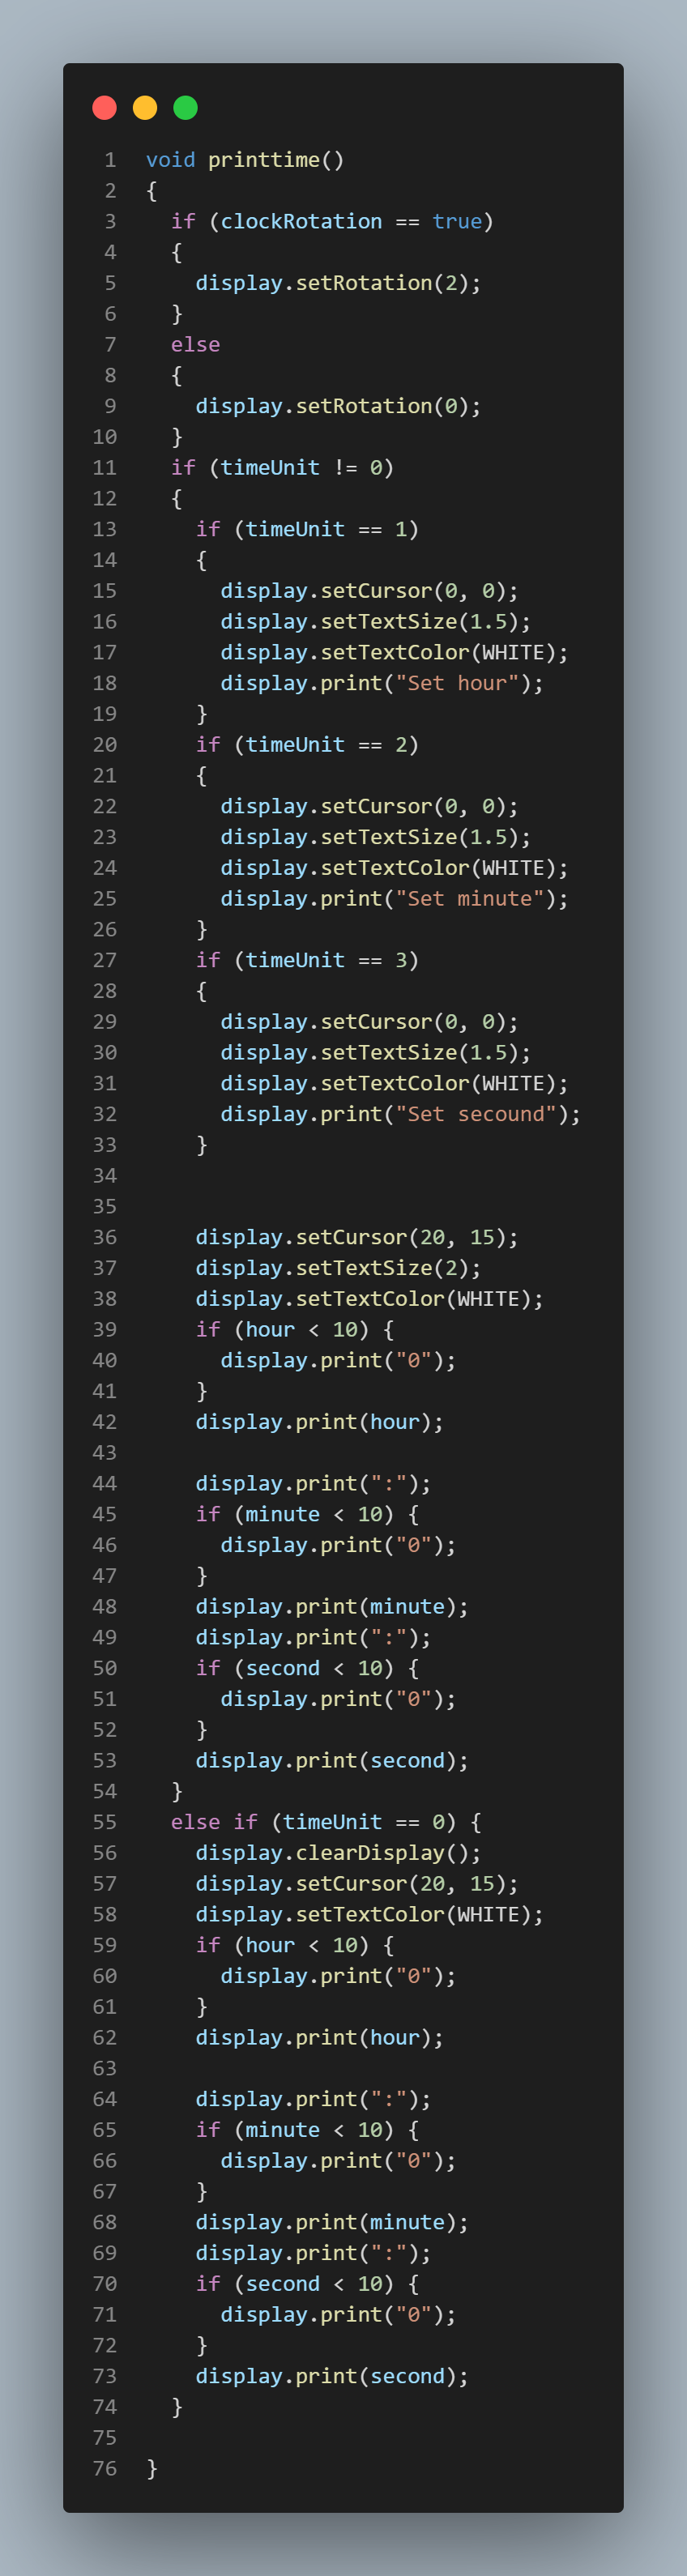 1 void printtime()
2 {
3   if (clockRotation == true)
4   {
5     display.setRotation(2);
6   }
7   else
8   {
9     display.setRotation(0);
10   }
11   if (timeUnit != 0)
12   {
13     if (timeUnit == 1)
14     {
15       display.setCursor(0, 0);
16       display.setTextSize(1.5);
17       display.setTextColor(WHITE);
18       display.print("Set hour");
19     }
20     if (timeUnit == 2)
21     {
22       display.setCursor(0, 0);
23       display.setTextSize(1.5);
24       display.setTextColor(WHITE);
25       display.print("Set minute");
26     }
27     if (timeUnit == 3)
28     {
29       display.setCursor(0, 0);
30       display.setTextSize(1.5);
31       display.setTextColor(WHITE);
32       display.print("Set secound");
33     }
34
35
36     display.setCursor(20, 15);
37     display.setTextSize(2);
38     display.setTextColor(WHITE);
39     if (hour < 10) {
40       display.print("0");
41     }
42     display.print(hour);
43
44     display.print(":");
45     if (minute < 10) {
46       display.print("0");
47     }
48     display.print(minute);
49     display.print(":");
50     if (second < 10) {
51       display.print("0");
52     }
53     display.print(second);
54   }
55   else if (timeUnit == 0) {
56     display.clearDisplay();
57     display.setCursor(20, 15);
58     display.setTextColor(WHITE);
59     if (hour < 10) {
60       display.print("0");
61     }
62     display.print(hour);
63
64     display.print(":");
65     if (minute < 10) {
66       display.print("0");
67     }
68     display.print(minute);
69     display.print(":");
70     if (second < 10) {
71       display.print("0");
72     }
73     display.print(second);
74   }
75
76 }